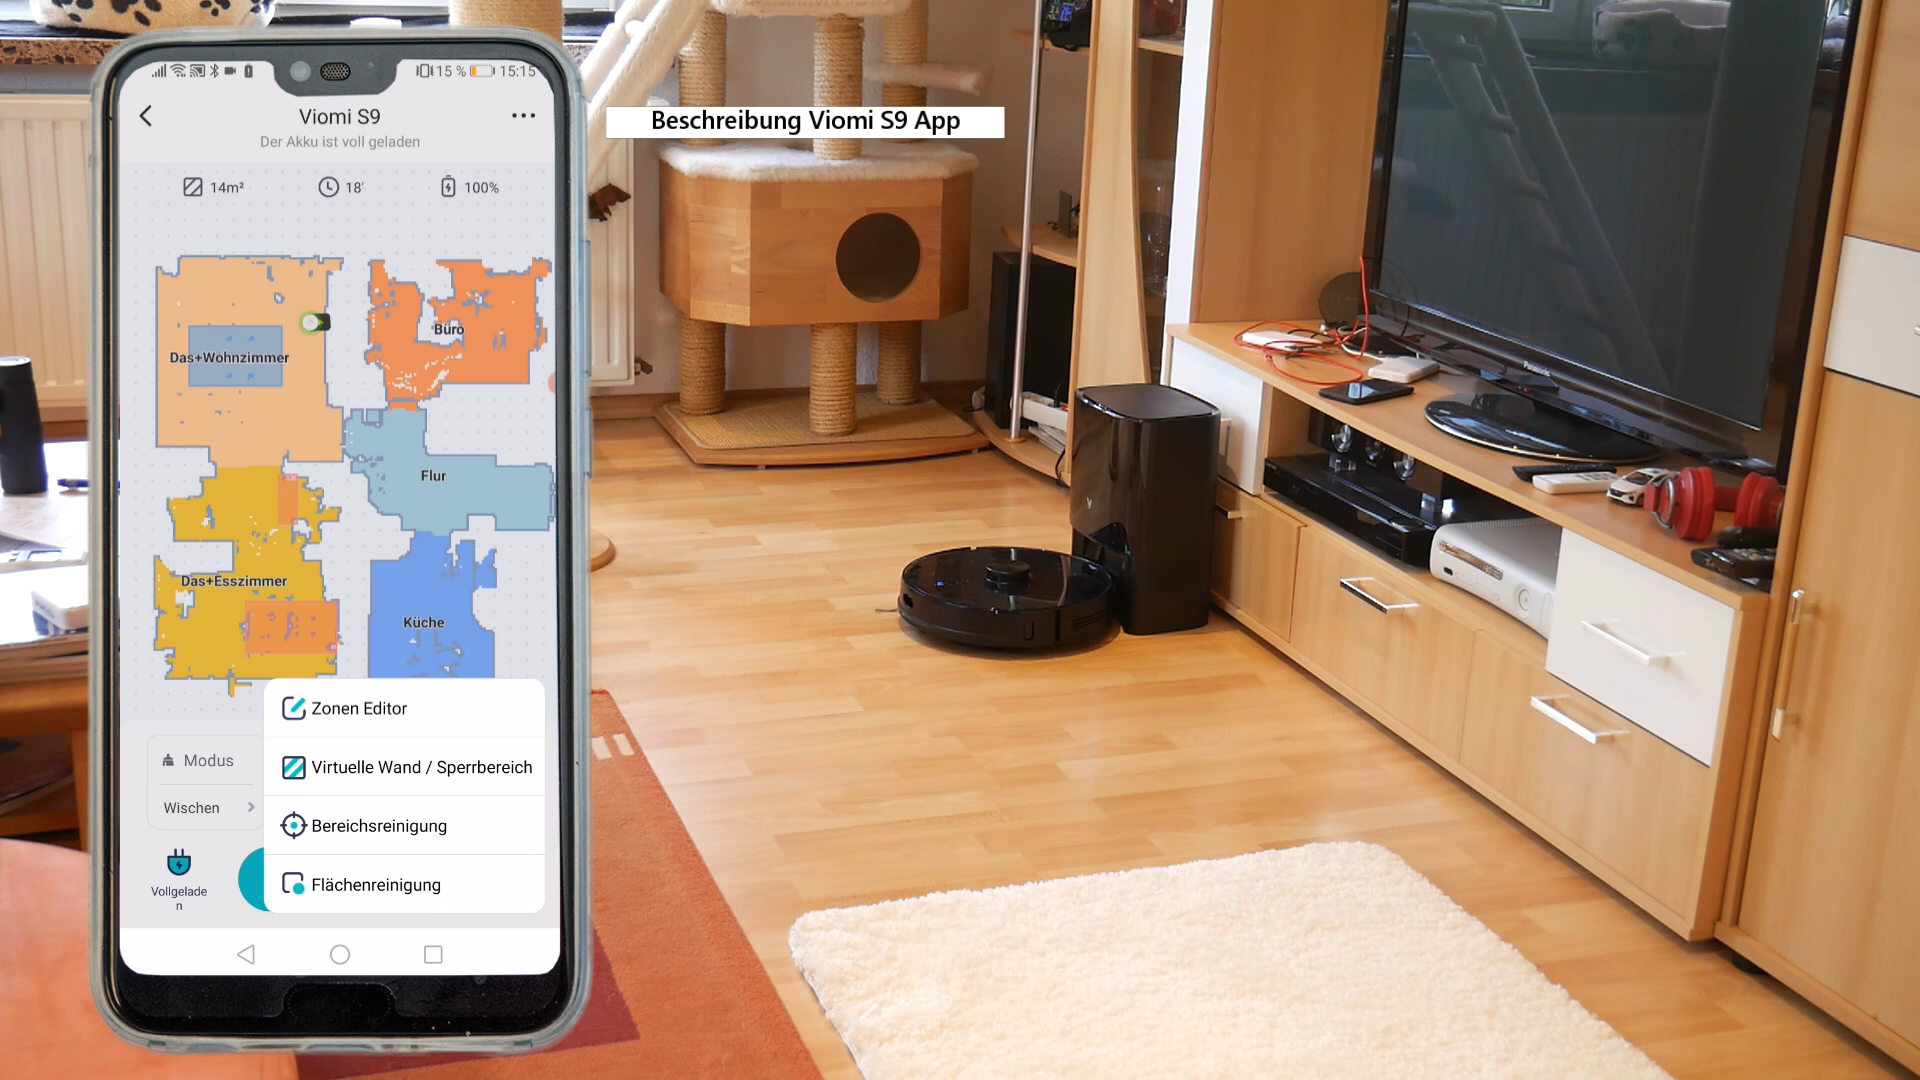 15 % 15:15
Viomi S9
Der Akku ist voll geladen
14m² 18' 100%
Beschreibung Viomi S9 App
Büro
Das+Wohnzimmer
Flur
Das+Esszimmer
Küche
Zonen Editor
Virtuelle Wand / Sperrbereich
Bereichsreinigung
Flächenreinigung
Modus
Wischen
Vollgelade
n
Panasonic